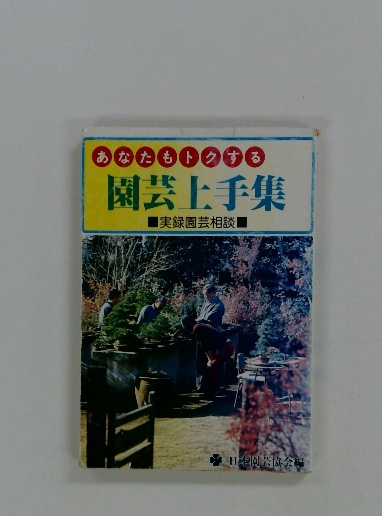 あなたもトクする
園芸上手集
■実録園芸相談■
日本園芸協会編